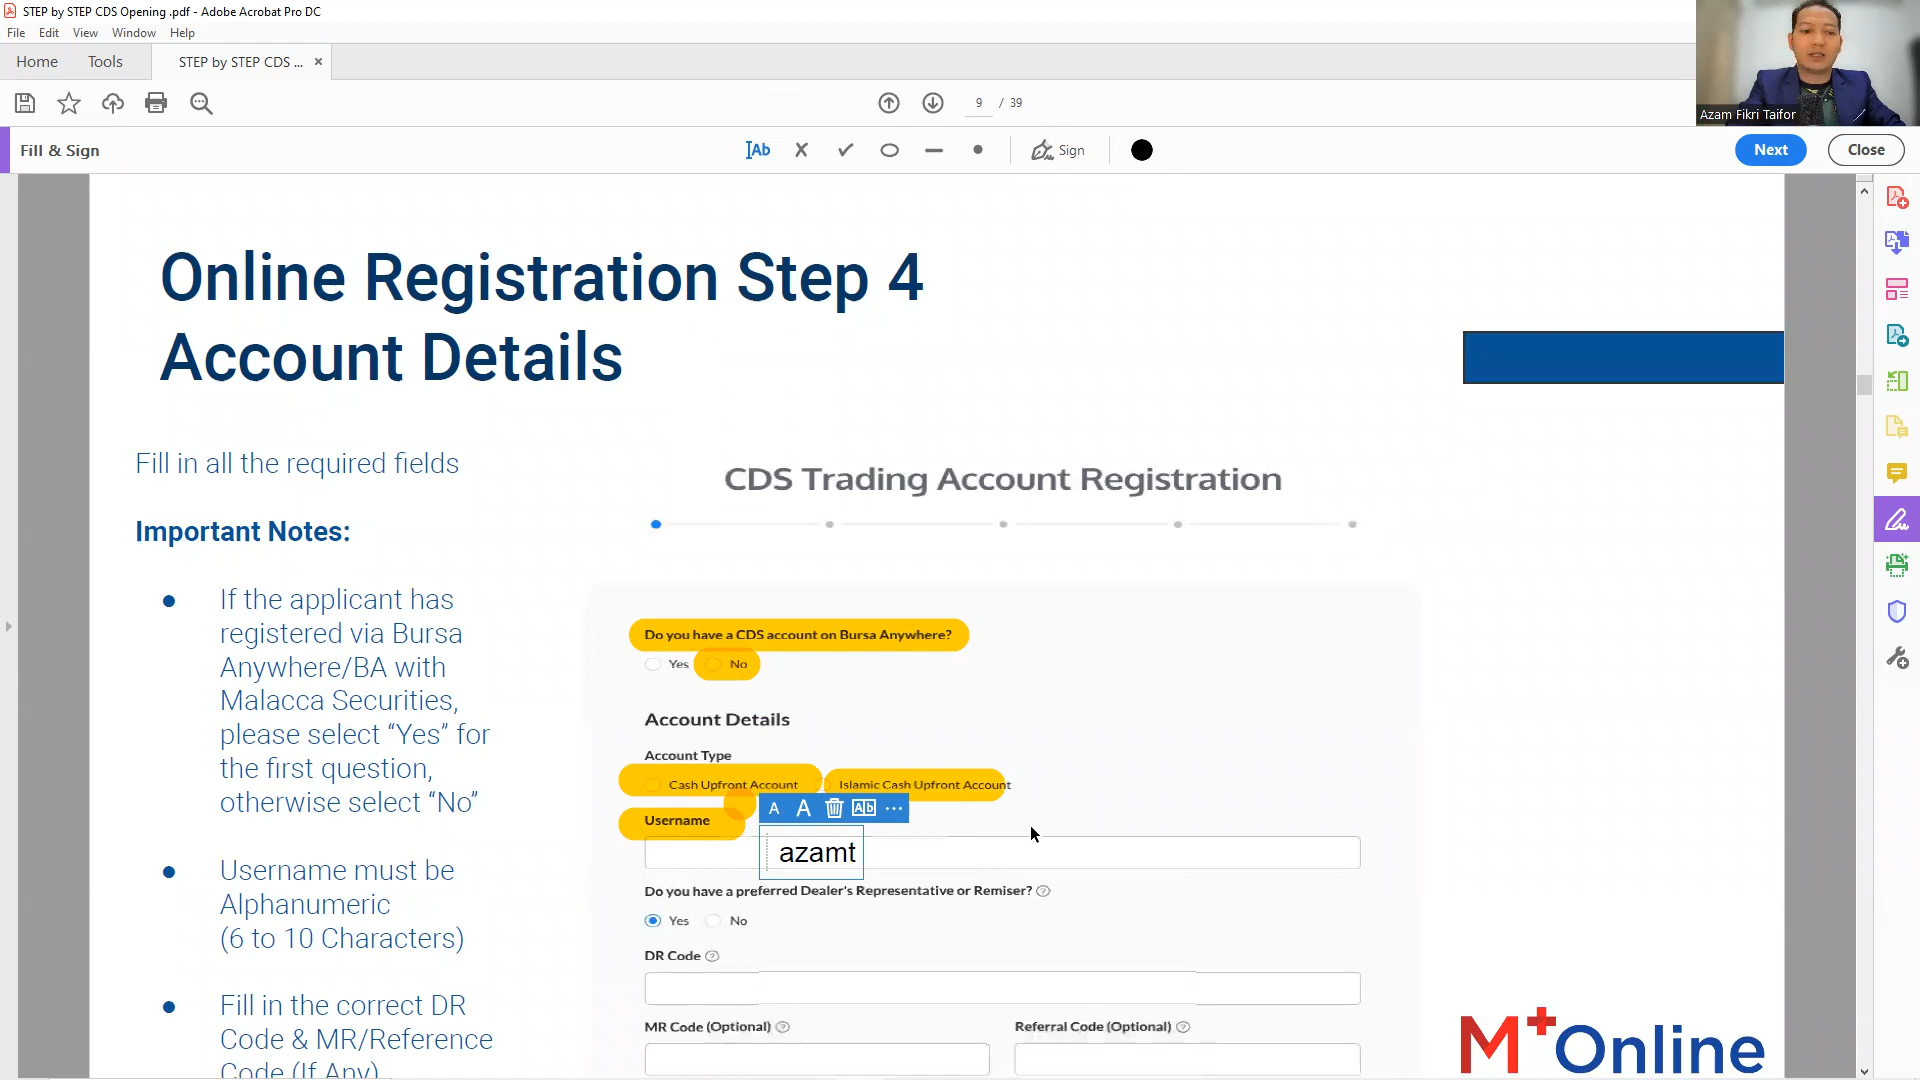 STEP by STEP CDS Opening .pdf - Adobe Acrobat Pro DC
File Edit View Window Help
Home Tools STEP by STEP CDS ... ×
9 / 39
Azam Fikri Taifor
Fill & Sign
Ab
Sign
Next
Close
Online Registration Step 4
Account Details
Fill in all the required fields
Important Notes:
● If the applicant has
registered via Bursa
Anywhere/BA with
Malacca Securities,
please select “Yes” for
the first question,
otherwise select “No”
● Username must be
Alphanumeric
(6 to 10 Characters)
● Fill in the correct DR
Code & MR/Reference
Code (If Any)
CDS Trading Account Registration
Do you have a CDS account on Bursa Anywhere?
Yes No
Account Details
Account Type
Cash Upfront Account Islamic Cash Upfront Account
A A Ab ...
Username
azamt
Do you have a preferred Dealer's Representative or Remiser? ?
Yes No
DR Code ?
MR Code (Optional) ? Referral Code (Optional) ?
M+Online